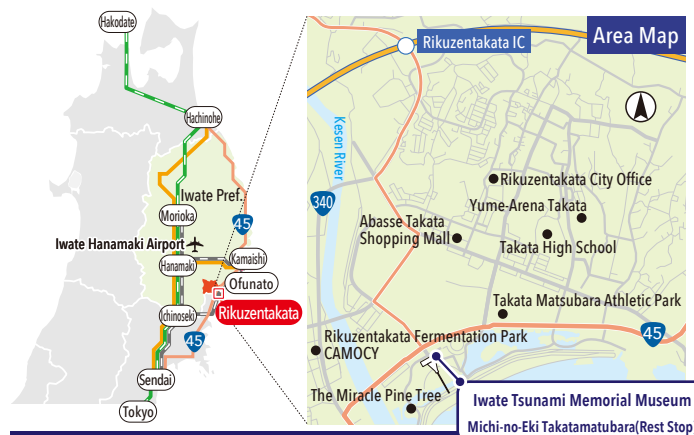 Hakodate
Hachinohe
Iwate Pref.
Morioka
45
Iwate Hanamaki Airport
Hanamaki
Kamaishi
Ofunato
Ichinoseki
Rikuzentakata
45
Sendai
Tokyo
Area Map
Rikuzentakata IC
Kesen River
340
Rikuzentakata City Office
Yume-Arena Takata
Abasse Takata
Shopping Mall
Takata High School
Takata Matsubara Athletic Park
45
Rikuzentakata Fermentation Park
CAMOCY
The Miracle Pine Tree
Iwate Tsunami Memorial Museum
Michi-no-Eki Takatamatubara(Rest Stop